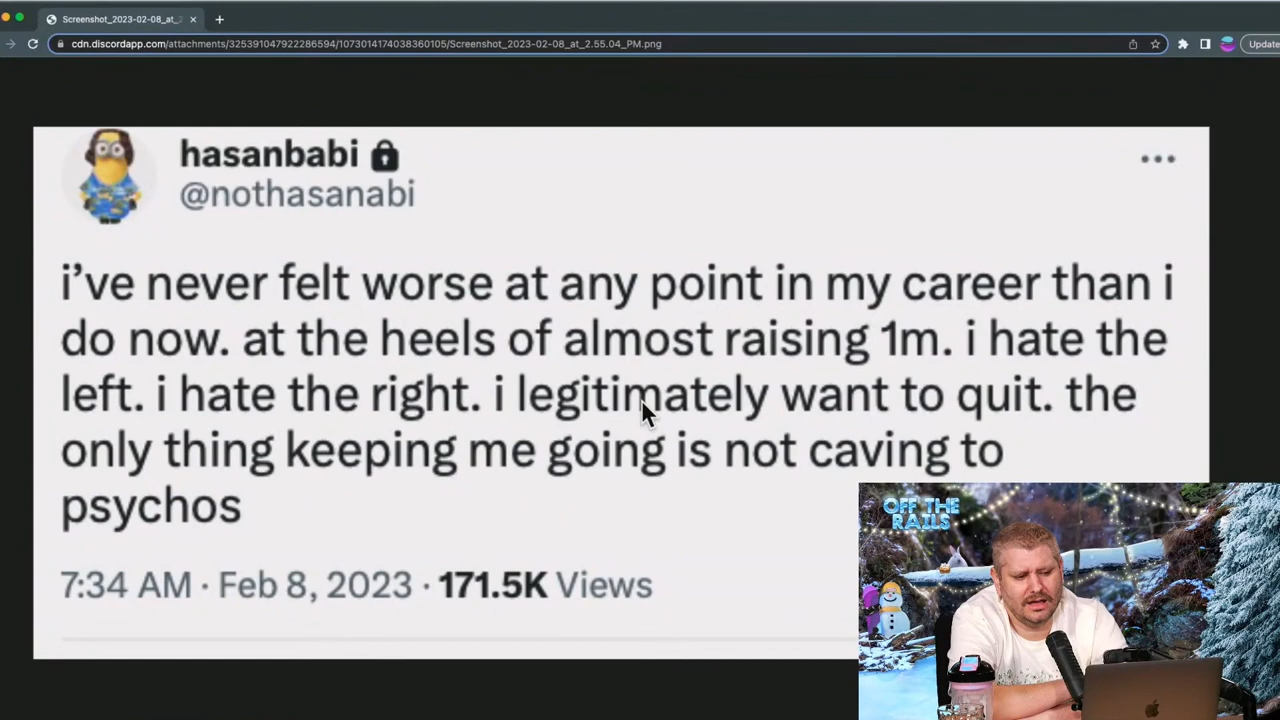 Screenshot_2023-02-08_at_2
cdn.discordapp.com/attachments/325391047922286594/1073014174038360105/Screenshot_2023-02-08_at_2.55.04_PM.png
Update
hasanbabi
@nothasanabi
i’ve never felt worse at any point in my career than i
do now. at the heels of almost raising 1m. i hate the
left. i hate the right. i legitimately want to quit. the
only thing keeping me going is not caving to
psychos
7:34 AM · Feb 8, 2023 · 171.5K Views
OFF THE
RAILS